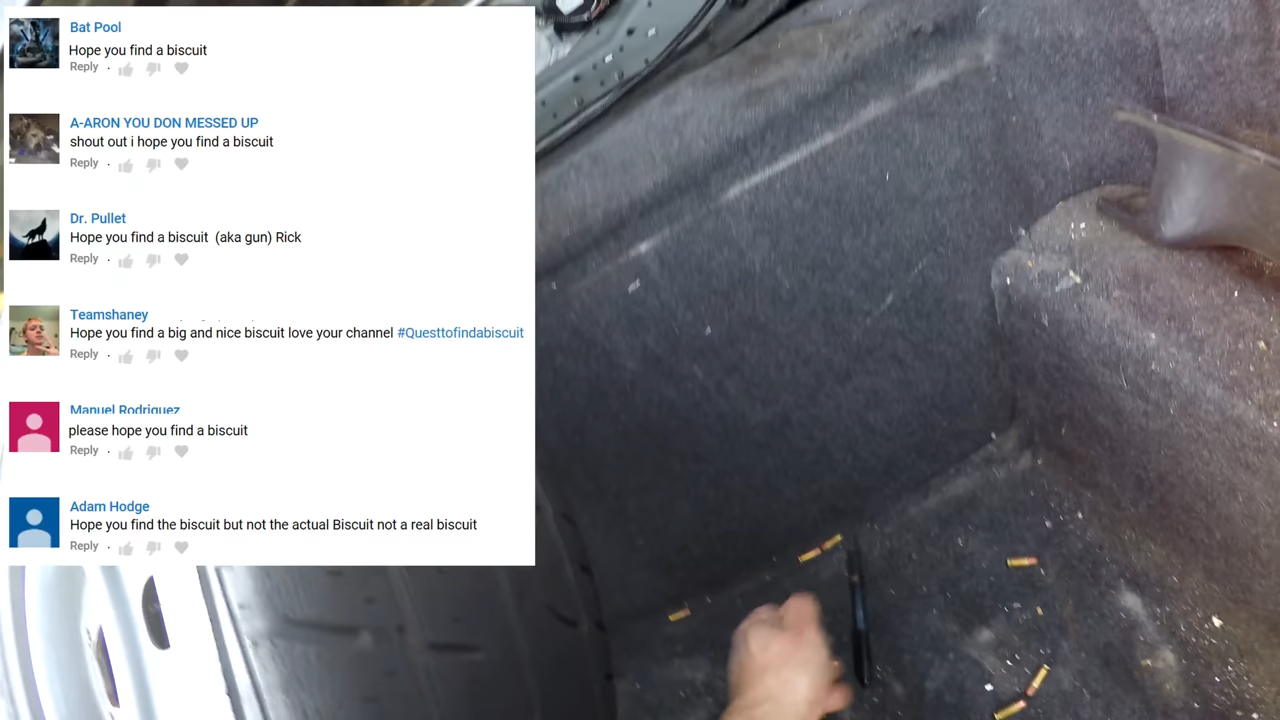 Bat Pool
Hope you find a biscuit
Reply ·
A-ARON YOU DON MESSED UP
shout out i hope you find a biscuit
Reply ·
Dr. Pullet
Hope you find a biscuit (aka gun) Rick
Reply ·
Teamshaney
Hope you find a big and nice biscuit love your channel #Questtofindabiscuit
Reply ·
Manuel Rodriguez
please hope you find a biscuit
Reply ·
Adam Hodge
Hope you find the biscuit but not the actual Biscuit not a real biscuit
Reply ·